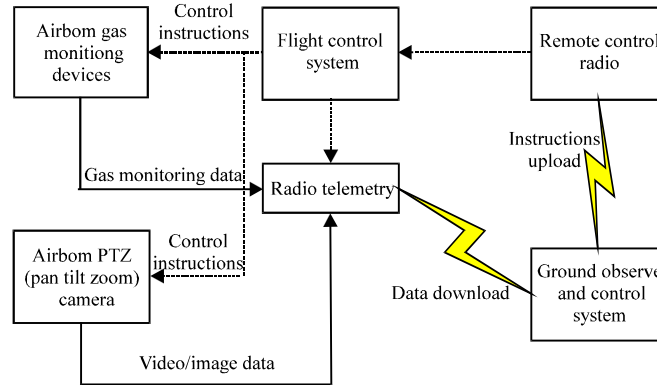 Control
instructions
Airbom gas
monitiong
devices
Flight control
system
Remote control
radio
Instructions
upload
Gas monitoring data
Radio telemetry
Airbom PTZ
(pan tilt zoom)
camera
Control
instructions
Data download
Ground observe
and control
system
Video/image data